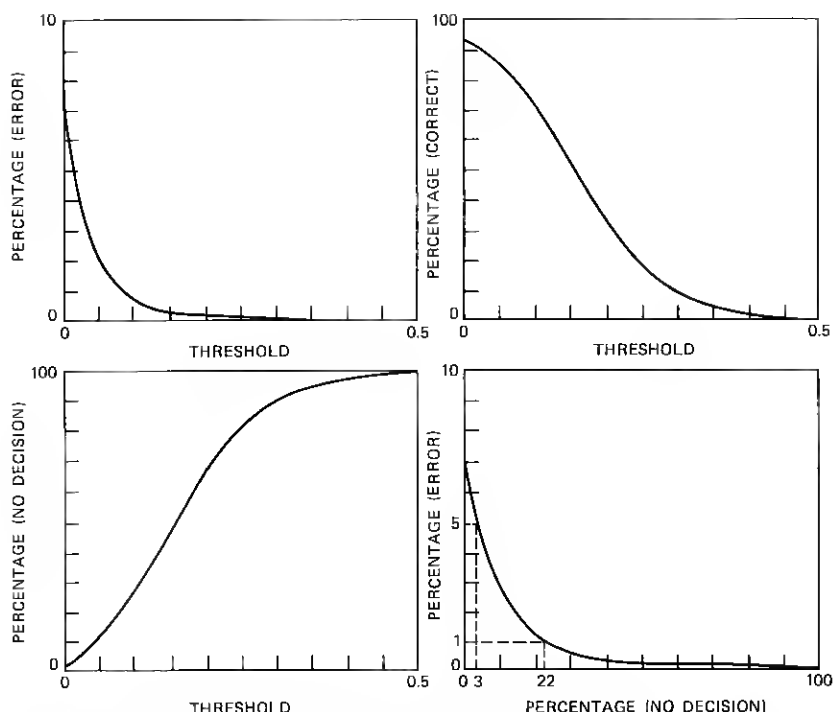 10
PERCENTAGE (ERROR)
0
0
0.5
THRESHOLD
100
PERCENTAGE (CORRECT)
0
0
0.5
THRESHOLD
100
PERCENTAGE (NO DECISION)
0
0
0.5
THRESHOLD
10
PERCENTAGE (ERROR)
5
1
0
0 3 22 100
PERCENTAGE (NO DECISION)